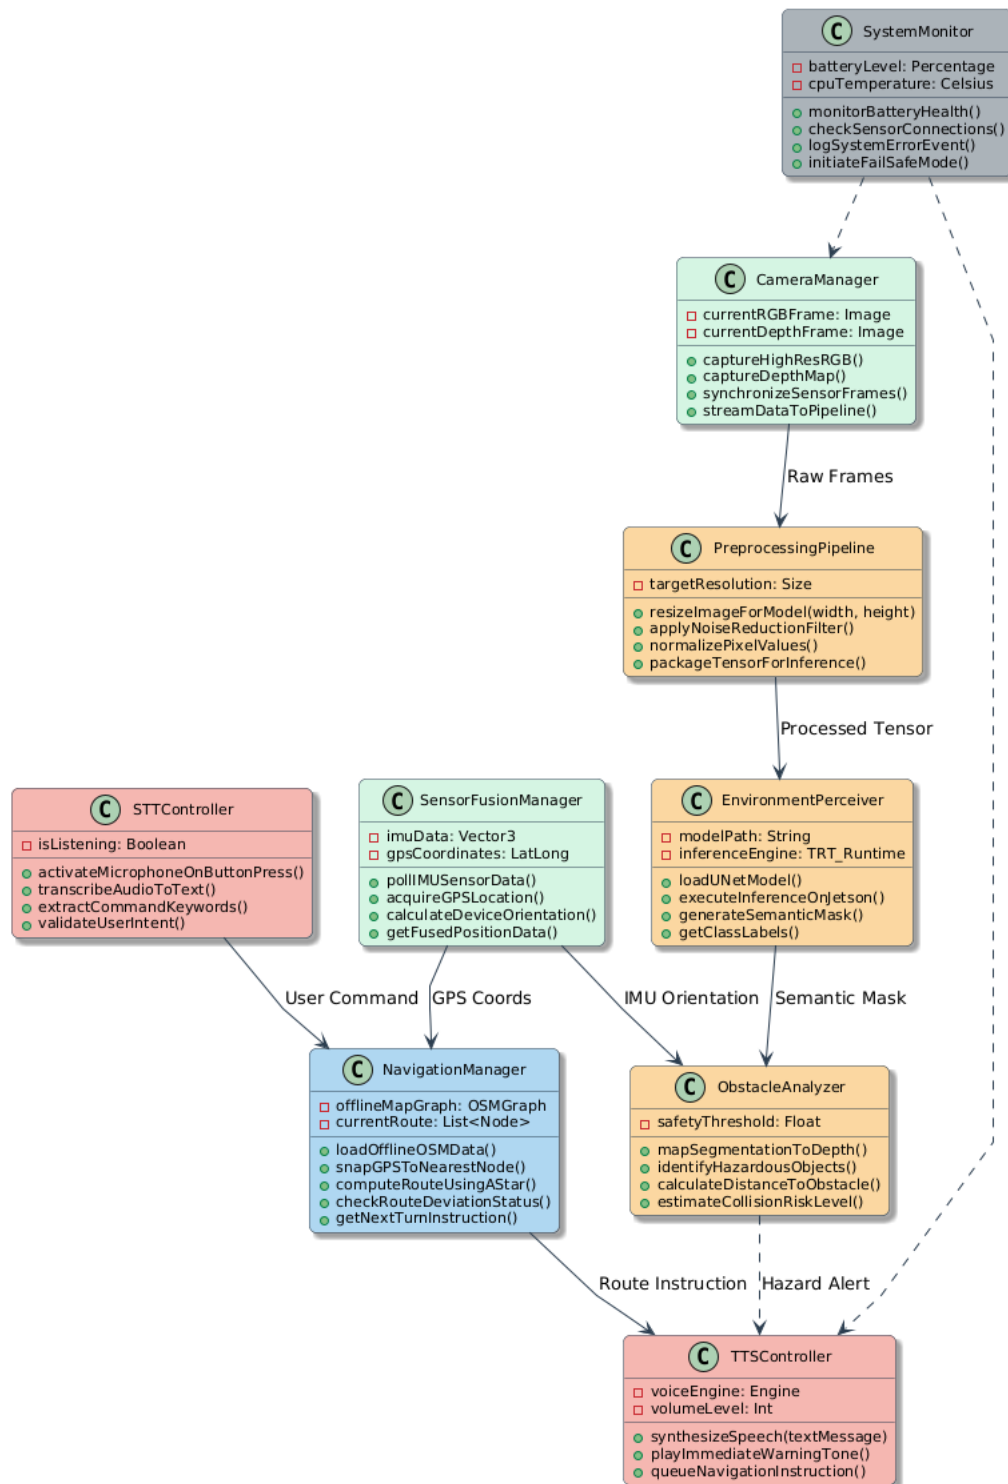 C SystemMonitor
batteryLevel: Percentage
cpuTemperature: Celsius
monitorBatteryHealth()
checkSensorConnections()
logSystemErrorEvent()
initiateFailSafeMode()
C CameraManager
currentRGBFrame: Image
currentDepthFrame: Image
captureHighResRGB()
captureDepthMap()
synchronizeSensorFrames()
streamDataToPipeline()
Raw Frames
C PreprocessingPipeline
targetResolution: Size
resizeImageForModel(width, height)
applyNoiseReductionFilter()
normalizePixelValues()
packageTensorForInference()
Processed Tensor
C STTController
isListening: Boolean
activateMicrophoneOnButtonPress()
transcribeAudioToText()
extractCommandKeywords()
validateUserIntent()
C SensorFusionManager
imuData: Vector3
gpsCoordinates: LatLong
pollIMUSensorData()
acquireGPSLocation()
calculateDeviceOrientation()
getFusedPositionData()
C EnvironmentPerceiver
modelPath: String
inferenceEngine: TRT_Runtime
loadUNetModel()
executeInferenceOnJetson()
generateSemanticMask()
getClassLabels()
User Command
GPS Coords
IMU Orientation
Semantic Mask
C NavigationManager
offlineMapGraph: OSMGraph
currentRoute: List<Node>
loadOfflineOSMData()
snapGPSToNearestNode()
computeRouteUsingAStar()
checkRouteDeviationStatus()
getNextTurnInstruction()
C ObstacleAnalyzer
safetyThreshold: Float
mapSegmentationToDepth()
identifyHazardousObjects()
calculateDistanceToObstacle()
estimateCollisionRiskLevel()
Route Instruction
Hazard Alert
C TTSController
voiceEngine: Engine
volumeLevel: Int
synthesizeSpeech(textMessage)
playImmediateWarningTone()
queueNavigationInstruction()